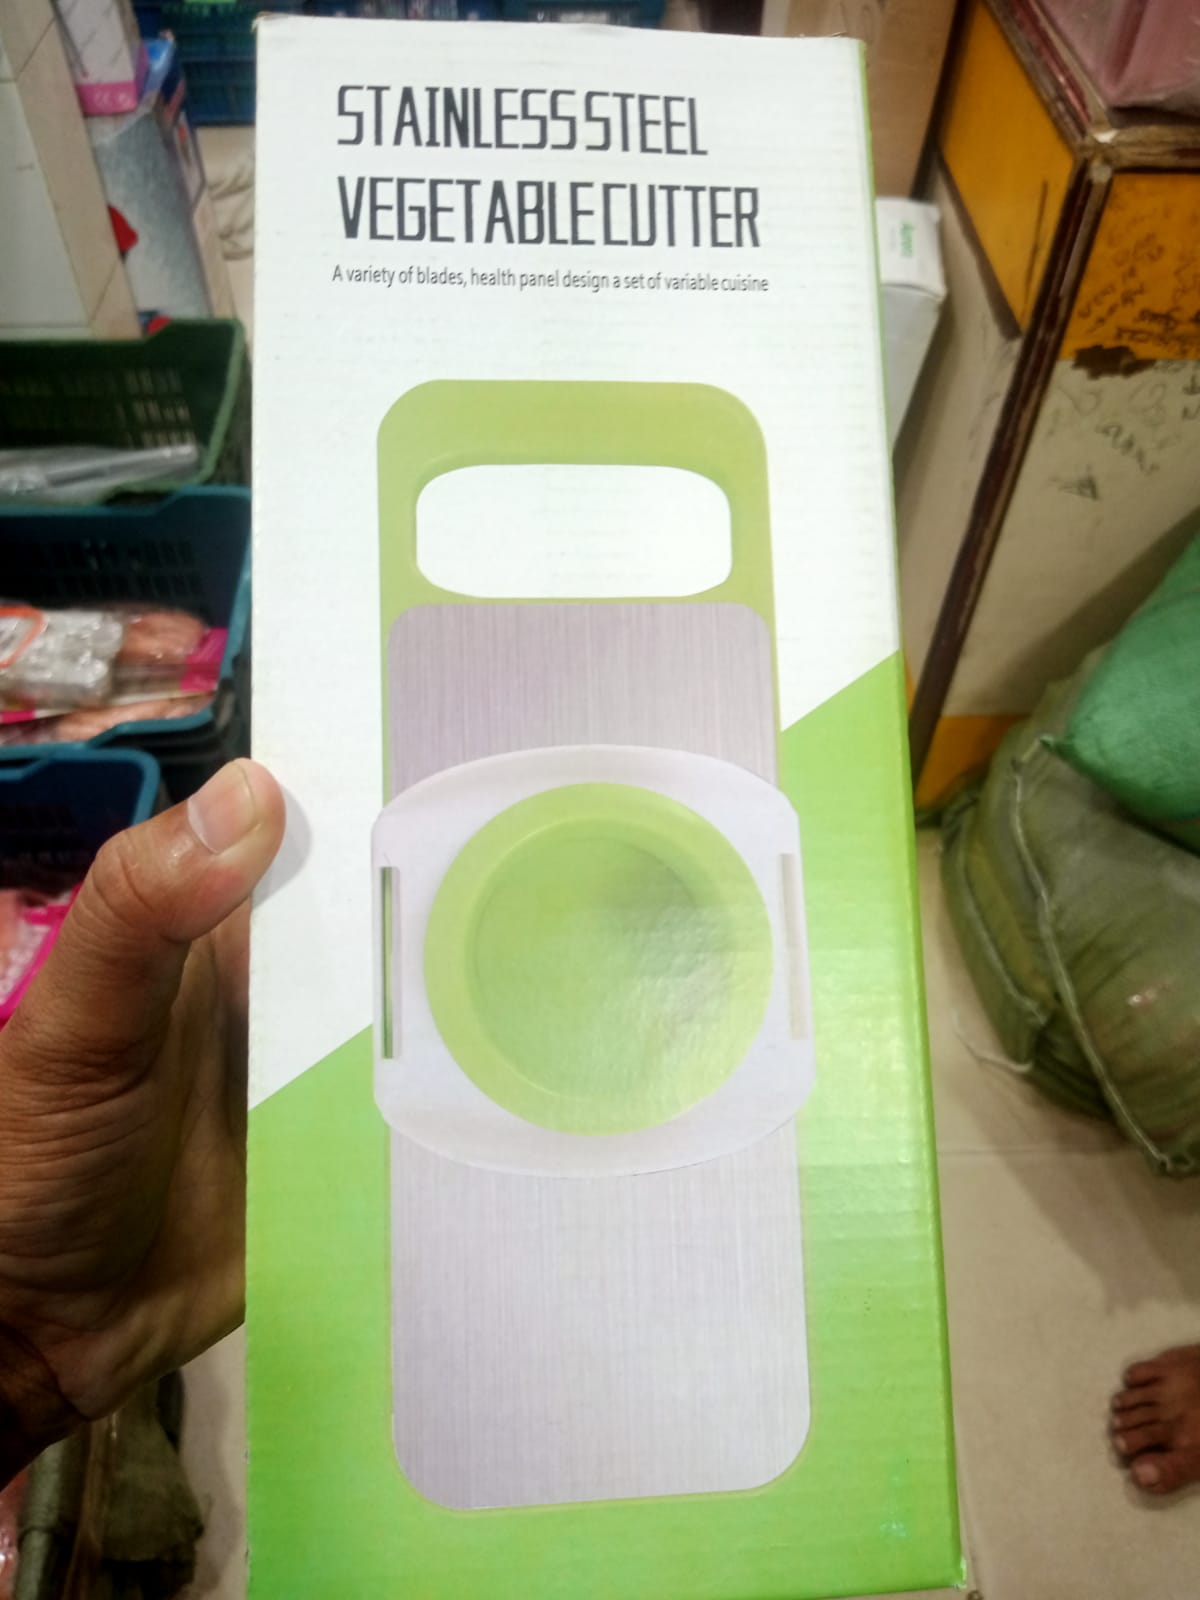 STAINLESS STEEL
VEGETABLE CUTTER
A variety of blades, health panel design a set of variable cuisine